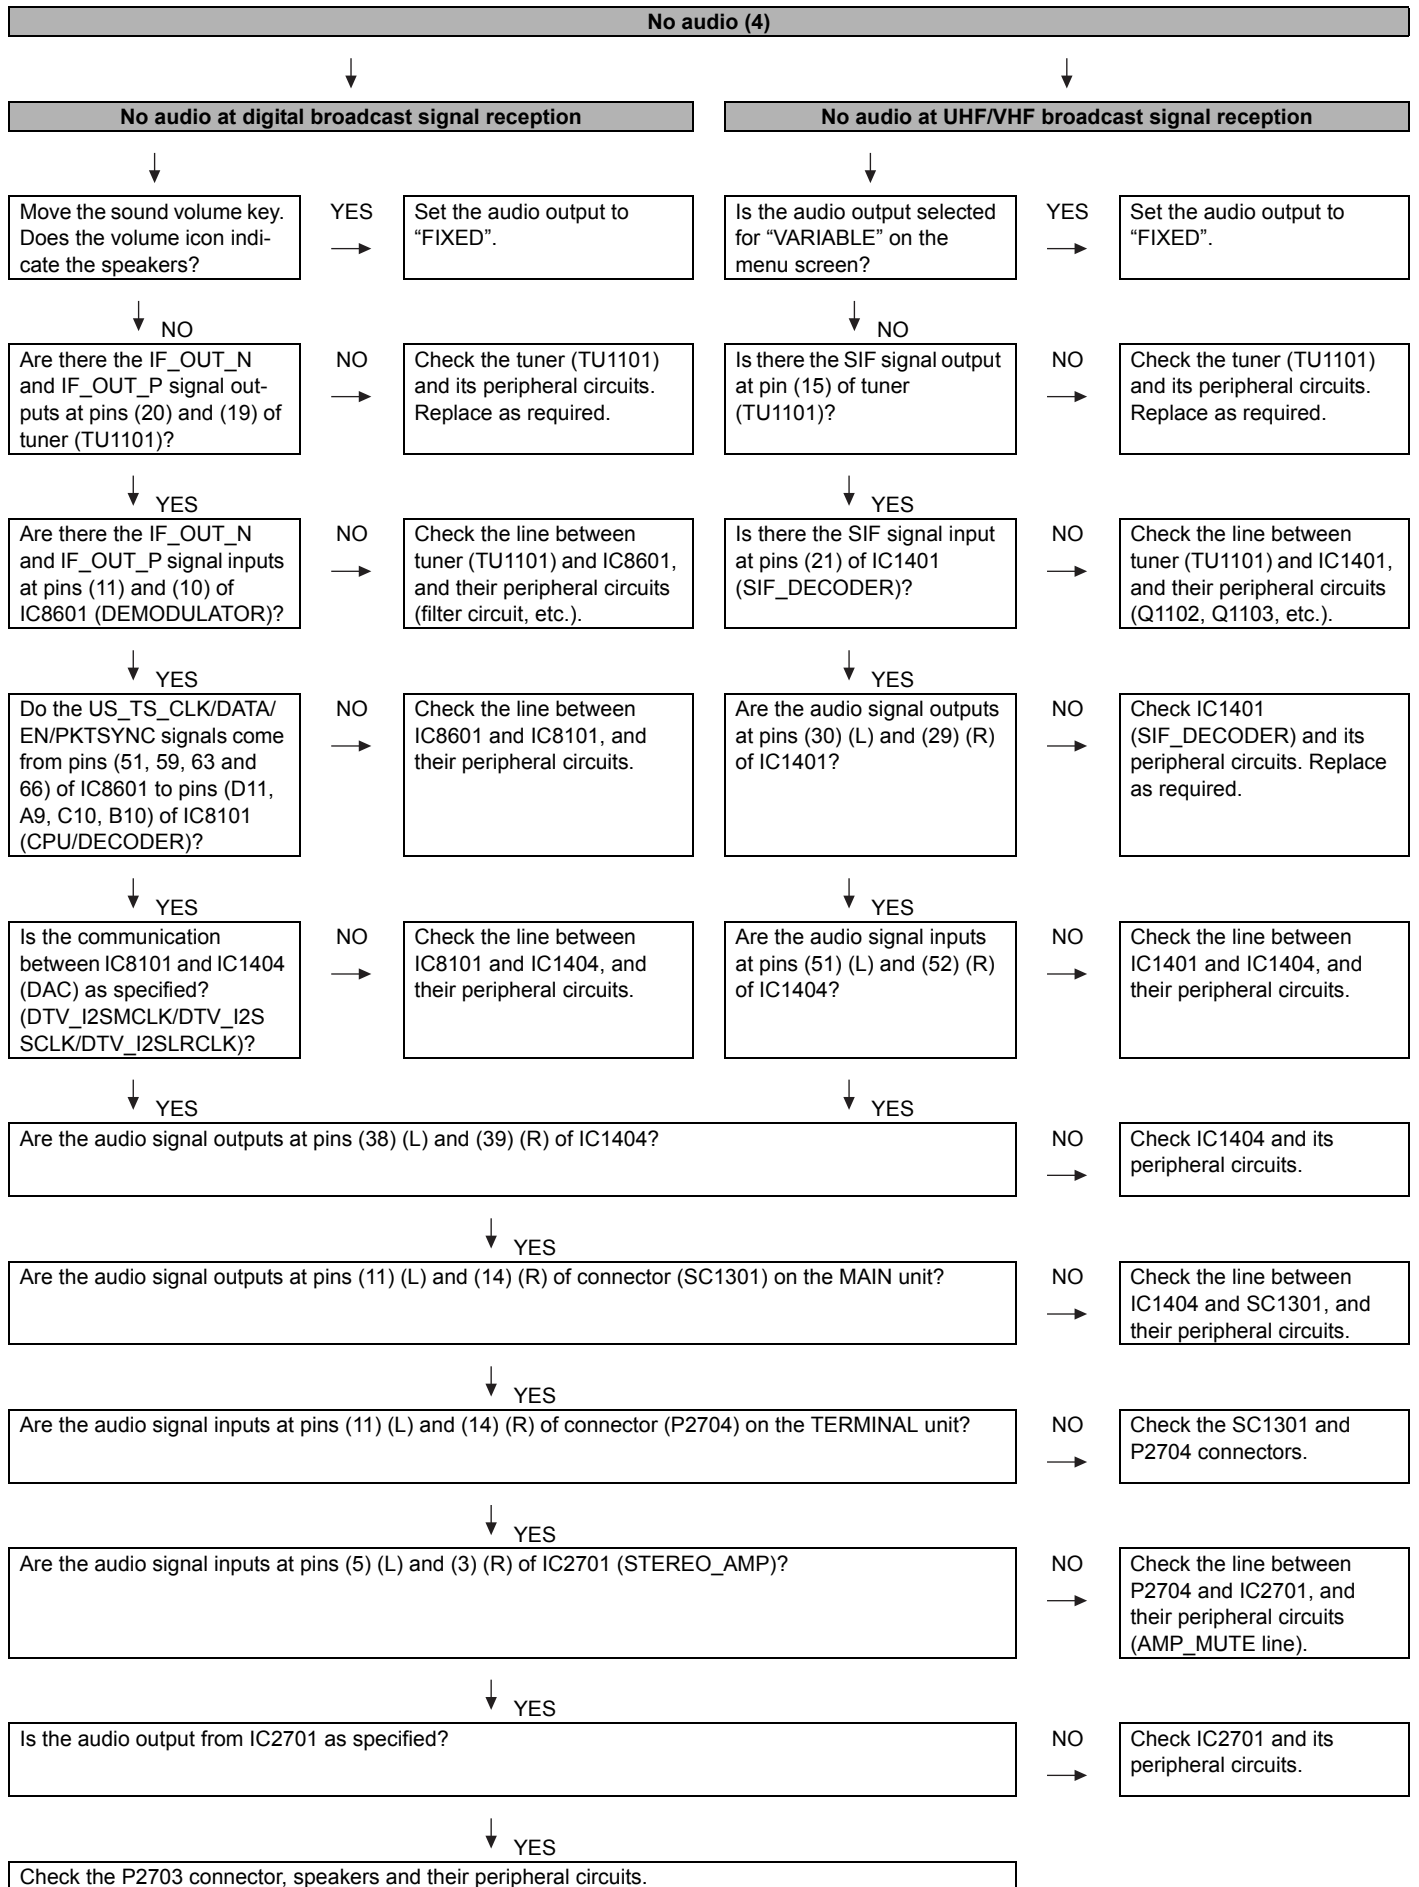 No audio (4)
No audio at digital broadcast signal reception
No audio at UHF/VHF broadcast signal reception
Move the sound volume key.
Does the volume icon indi-
cate the speakers?
YES
Set the audio output to
“FIXED”.
Is the audio output selected
for “VARIABLE” on the
menu screen?
YES
Set the audio output to
“FIXED”.
NO
NO
Are there the IF_OUT_N
and IF_OUT_P signal out-
puts at pins (20) and (19) of
tuner (TU1101)?
NO
Check the tuner (TU1101)
and its peripheral circuits.
Replace as required.
Is there the SIF signal output
at pin (15) of tuner
(TU1101)?
NO
Check the tuner (TU1101)
and its peripheral circuits.
Replace as required.
YES
YES
Are there the IF_OUT_N
and IF_OUT_P signal inputs
at pins (11) and (10) of
IC8601 (DEMODULATOR)?
NO
Check the line between
tuner (TU1101) and IC8601,
and their peripheral circuits
(filter circuit, etc.).
Is there the SIF signal input
at pins (21) of IC1401
(SIF_DECODER)?
NO
Check the line between
tuner (TU1101) and IC1401,
and their peripheral circuits
(Q1102, Q1103, etc.).
YES
YES
Do the US_TS_CLK/DATA/
EN/PKTSYNC signals come
from pins (51, 59, 63 and
66) of IC8601 to pins (D11,
A9, C10, B10) of IC8101
(CPU/DECODER)?
NO
Check the line between
IC8601 and IC8101, and
their peripheral circuits.
Are the audio signal outputs
at pins (30) (L) and (29) (R)
of IC1401?
NO
Check IC1401
(SIF_DECODER) and its
peripheral circuits. Replace
as required.
YES
YES
Is the communication
between IC8101 and IC1404
(DAC) as specified?
(DTV_I2SMCLK/DTV_I2S
SCLK/DTV_I2SLRCLK)?
NO
Check the line between
IC8101 and IC1404, and
their peripheral circuits.
Are the audio signal inputs
at pins (51) (L) and (52) (R)
of IC1404?
NO
Check the line between
IC1401 and IC1404, and
their peripheral circuits.
YES
YES
Are the audio signal outputs at pins (38) (L) and (39) (R) of IC1404?
NO
Check IC1404 and its
peripheral circuits.
YES
Are the audio signal outputs at pins (11) (L) and (14) (R) of connector (SC1301) on the MAIN unit?
NO
Check the line between
IC1404 and SC1301, and
their peripheral circuits.
YES
Are the audio signal inputs at pins (11) (L) and (14) (R) of connector (P2704) on the TERMINAL unit?
NO
Check the SC1301 and
P2704 connectors.
YES
Are the audio signal inputs at pins (5) (L) and (3) (R) of IC2701 (STEREO_AMP)?
NO
Check the line between
P2704 and IC2701, and
their peripheral circuits
(AMP_MUTE line).
YES
Is the audio output from IC2701 as specified?
NO
Check IC2701 and its
peripheral circuits.
YES
Check the P2703 connector, speakers and their peripheral circuits.